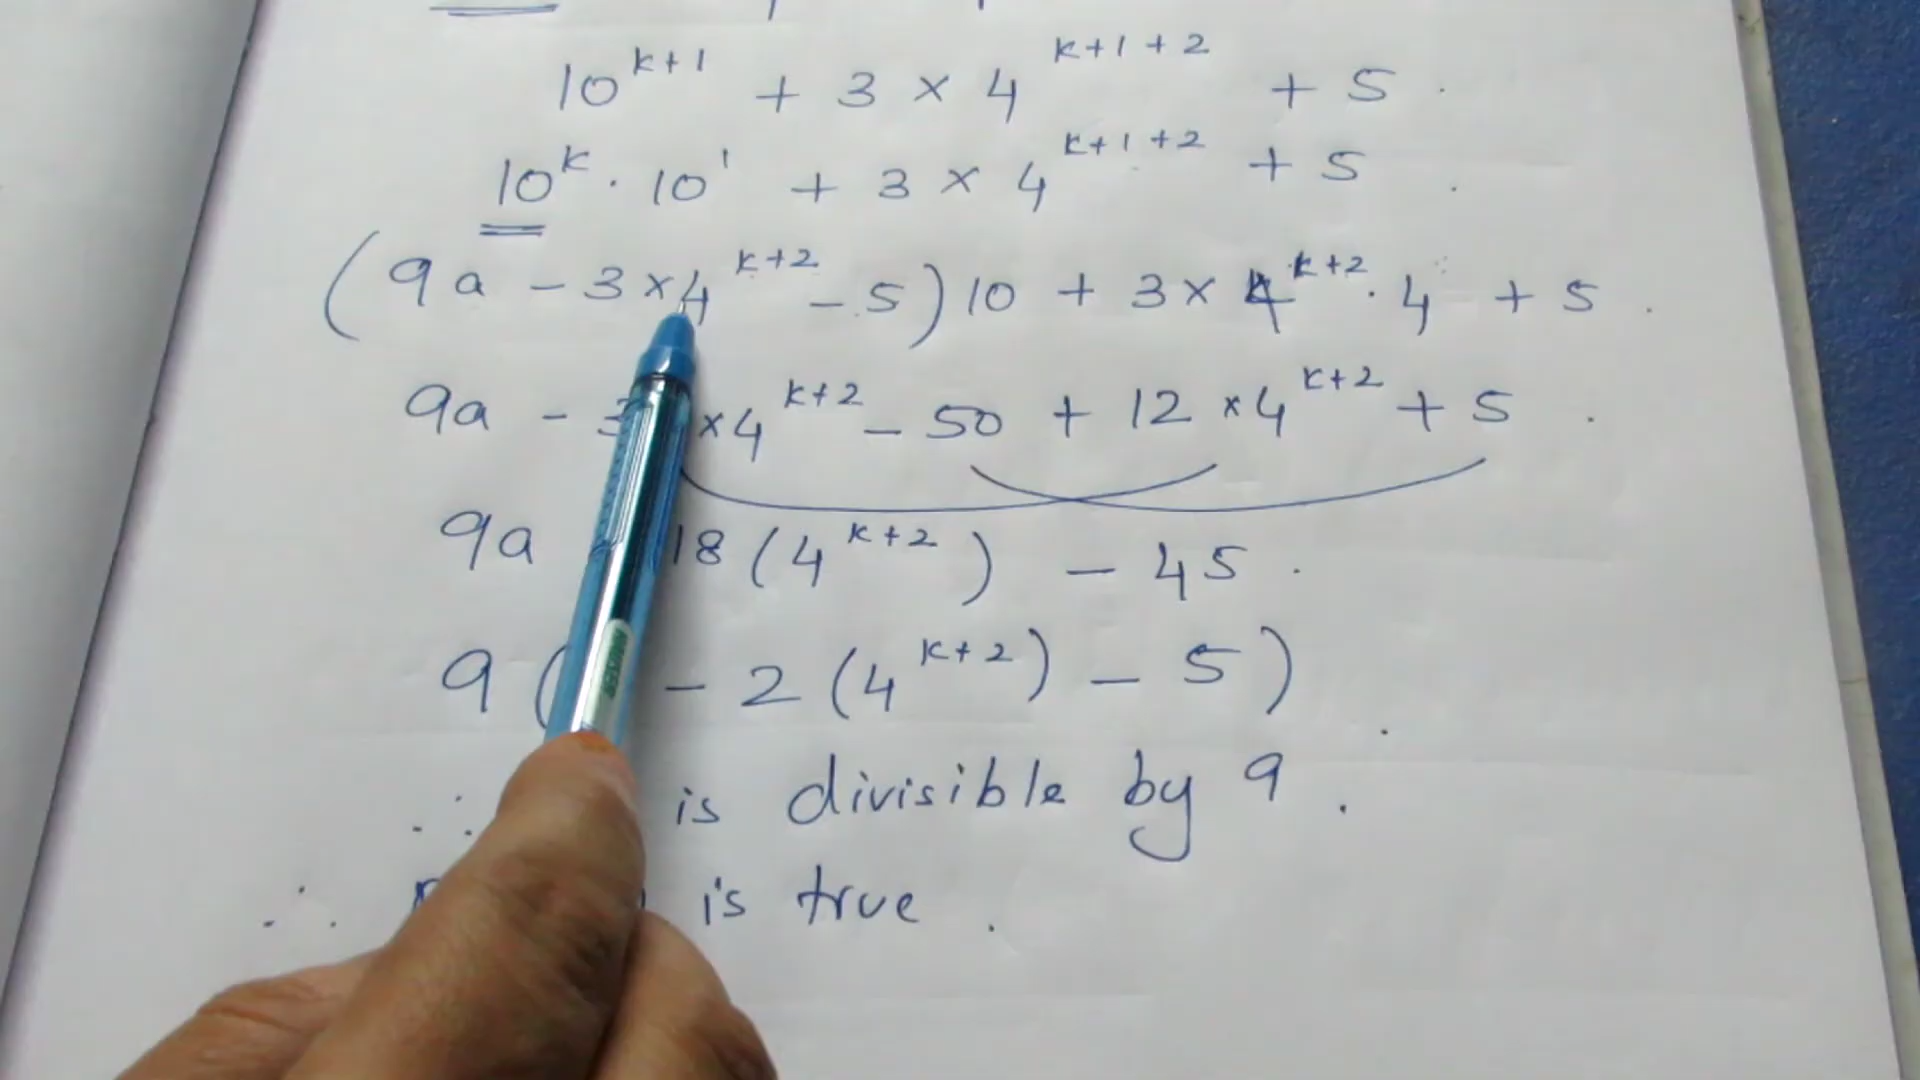 10^{k+1} + 3 × 4^{k+1+2} + 5 .
10^k · 10^1 + 3 × 4^{k+1+2} + 5 .
(9a - 3×4^{k+2} - 5) 10 + 3 × 4^{k+2} · 4 + 5 .
9a - 3 ×4^{k+2} - 50 + 12 ×4^{k+2} + 5 .
9a 18 (4^{k+2}) - 45 .
9 ( - 2 (4^{k+2}) - 5 ) .
∴ is divisible by 9 .
∴ is true .